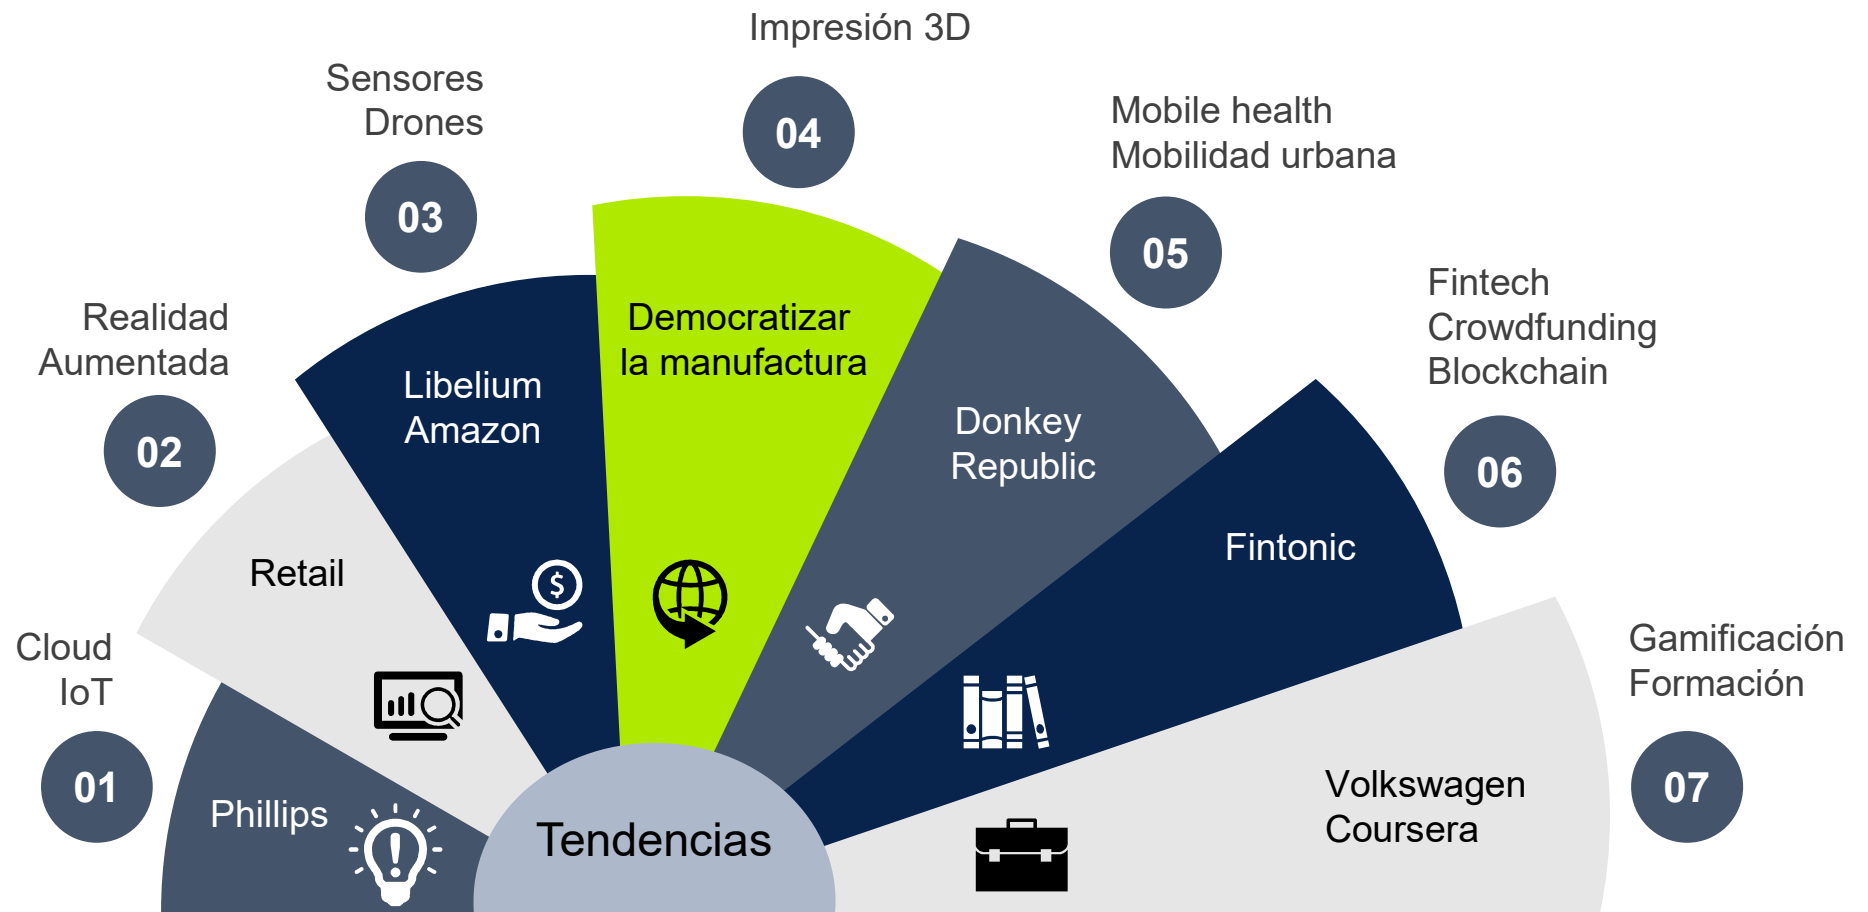 Impresión 3D
04
Sensores
Drones
03
Mobile health
Mobilidad urbana
05
Realidad
Aumentada
02
Fintech
Crowdfunding
Blockchain
06
Cloud
IoT
01
Gamificación
Formación
07
Phillips
Retail
Libelium
Amazon
$
Democratizar
la manufactura
Donkey
Republic
Fintonic
Volkswagen
Coursera
Tendencias